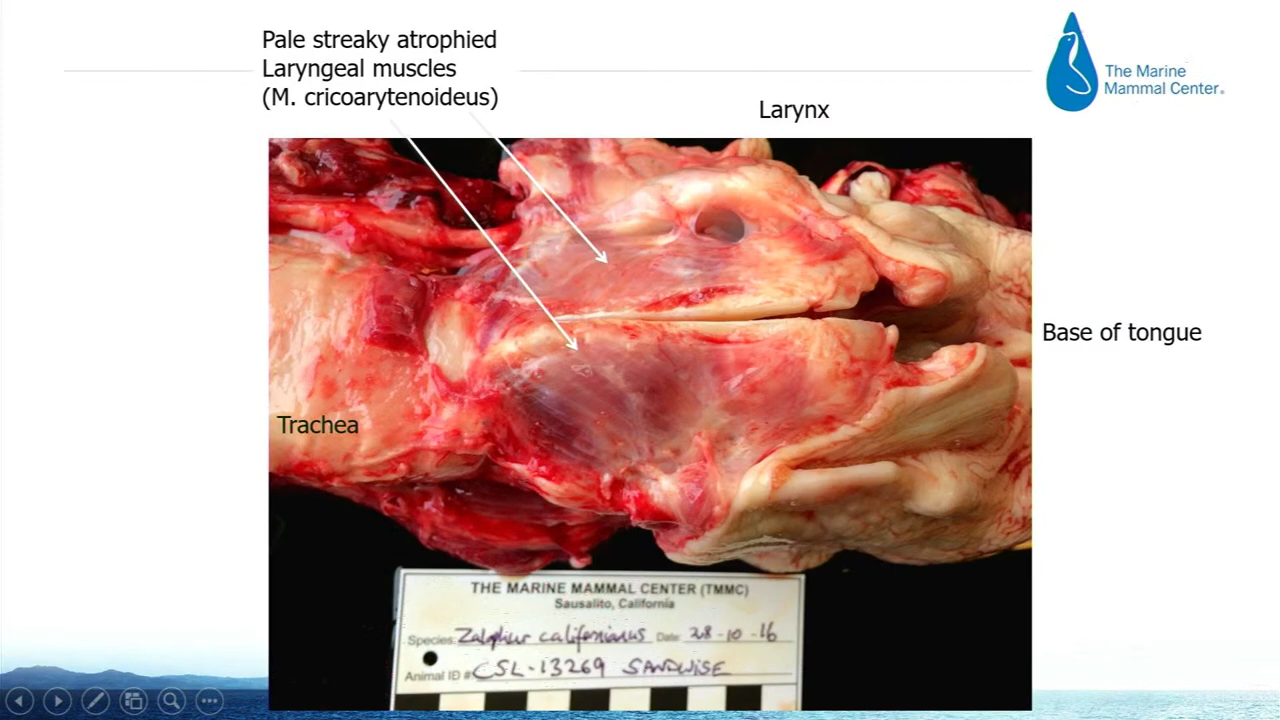 Pale streaky atrophied
Laryngeal muscles
(M. cricoarytenoideus)
The Marine
Mammal Center®
Larynx
Base of tongue
Trachea
THE MARINE MAMMAL CENTER (TMMC)
Sausalito, California
Species: Zalophus californianus Date: 28-10-16
Animal ID #: CSL-13269